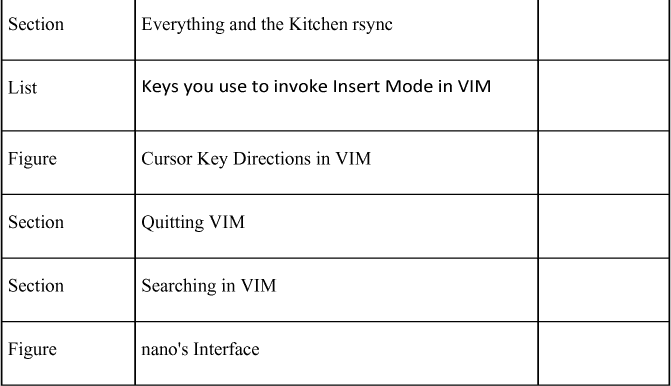 Section Everything and the Kitchen rsync
List Keys you use to invoke Insert Mode in VIM
Figure Cursor Key Directions in VIM
Section Quitting VIM
Section Searching in VIM
Figure nano's Interface